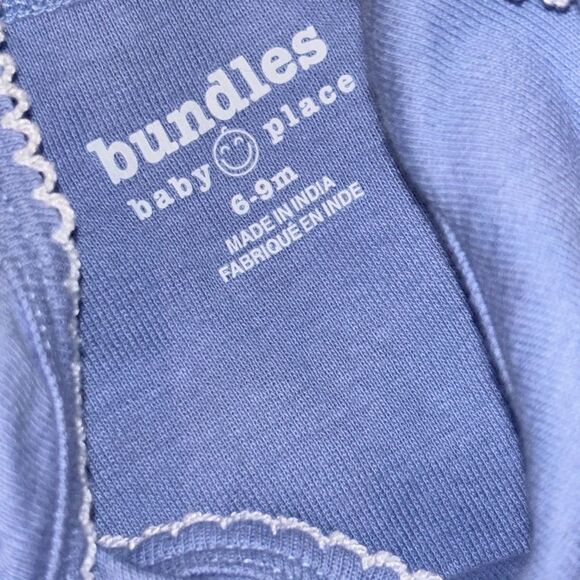 bundles
baby place
6-9m
MADE IN INDIA
FABRIQUÉ EN INDE